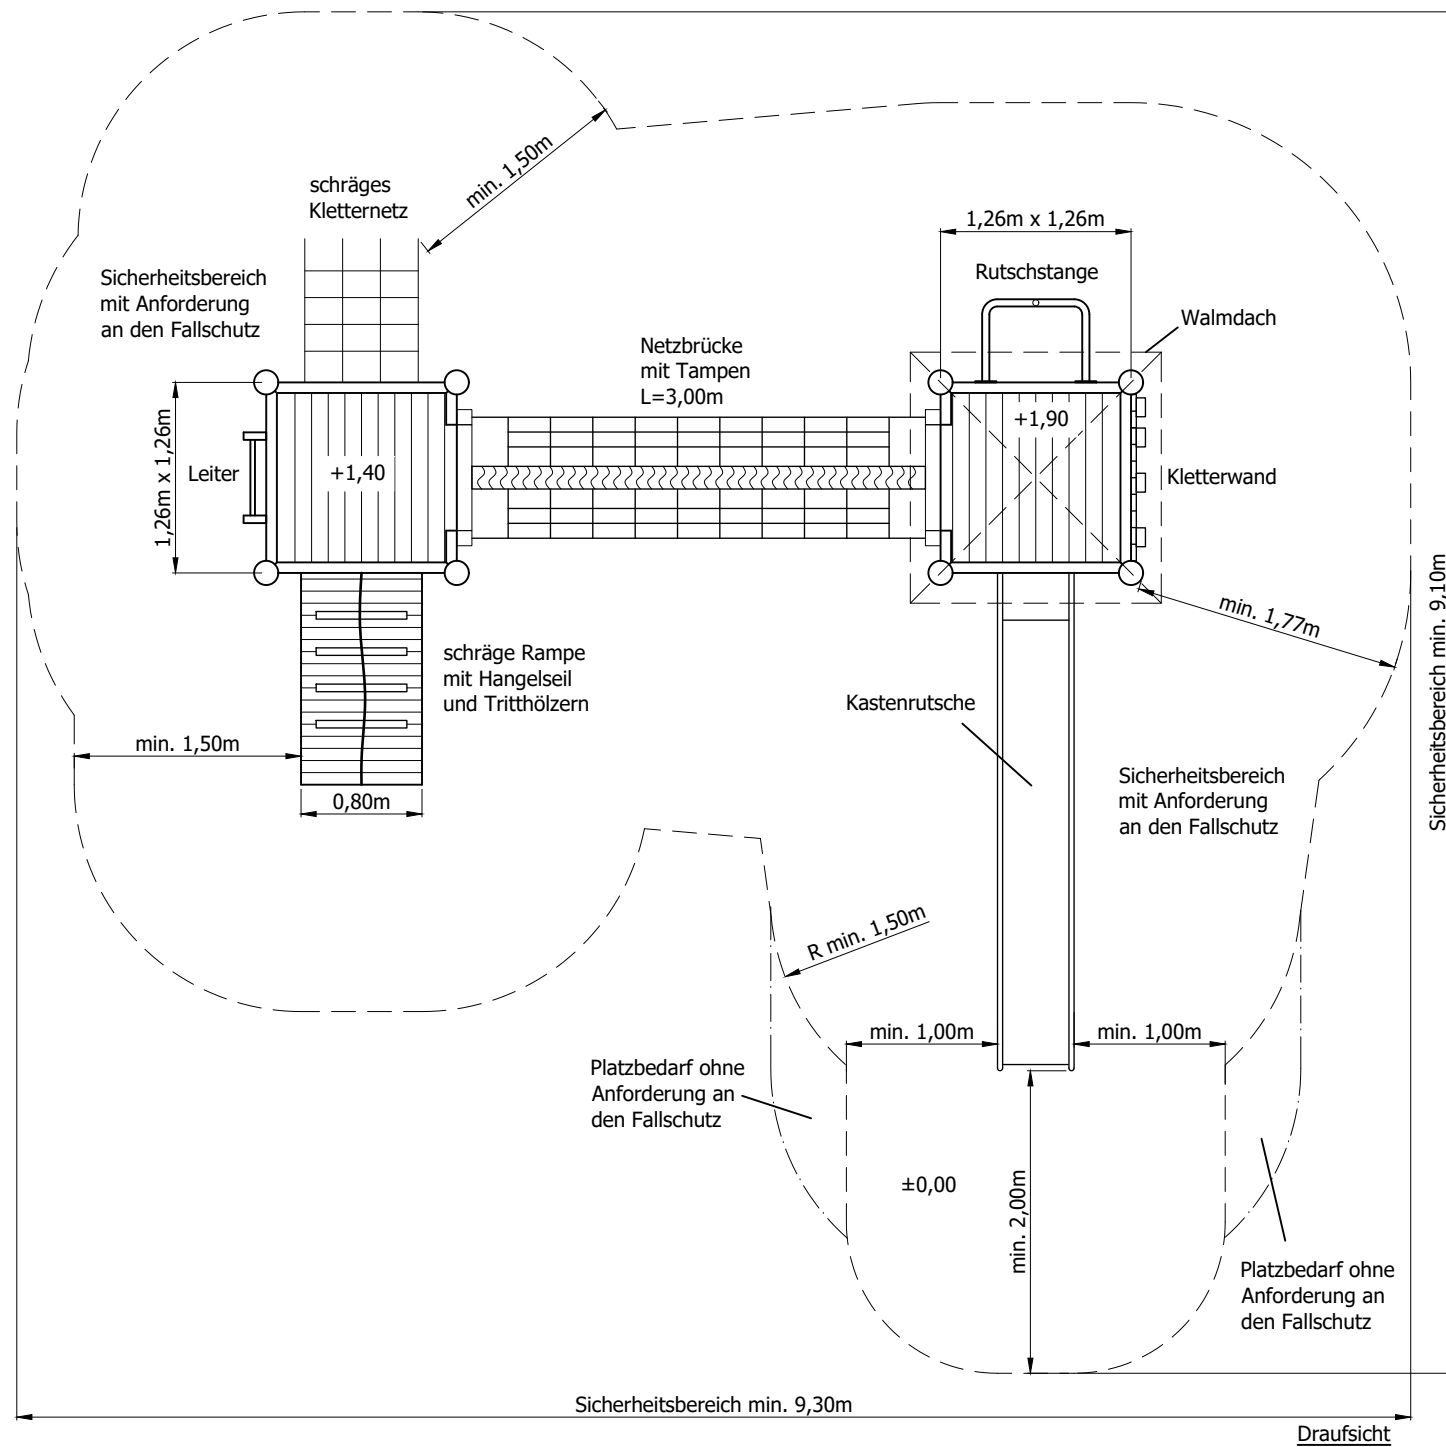 min. 1,50m
schräges
Kletternetz
1,26m x 1,26m
Rutschstange
Sicherheitsbereich
mit Anforderung
an den Fallschutz
Walmdach
Netzbrücke
mit Tampen
L=3,00m
+1,90
1,26m x 1,26m
Leiter
+1,40
Kletterwand
min. 1,77m
Sicherheitsbereich min. 9,10m
schräge Rampe
mit Hangelseil
und Tritthölzern
Kastenrutsche
min. 1,50m
0,80m
Sicherheitsbereich
mit Anforderung
an den Fallschutz
R min. 1,50m
min. 1,00m
min. 1,00m
Platzbedarf ohne
Anforderung an
den Fallschutz
±0,00
min. 2,00m
Platzbedarf ohne
Anforderung an
den Fallschutz
Sicherheitsbereich min. 9,30m
Draufsicht